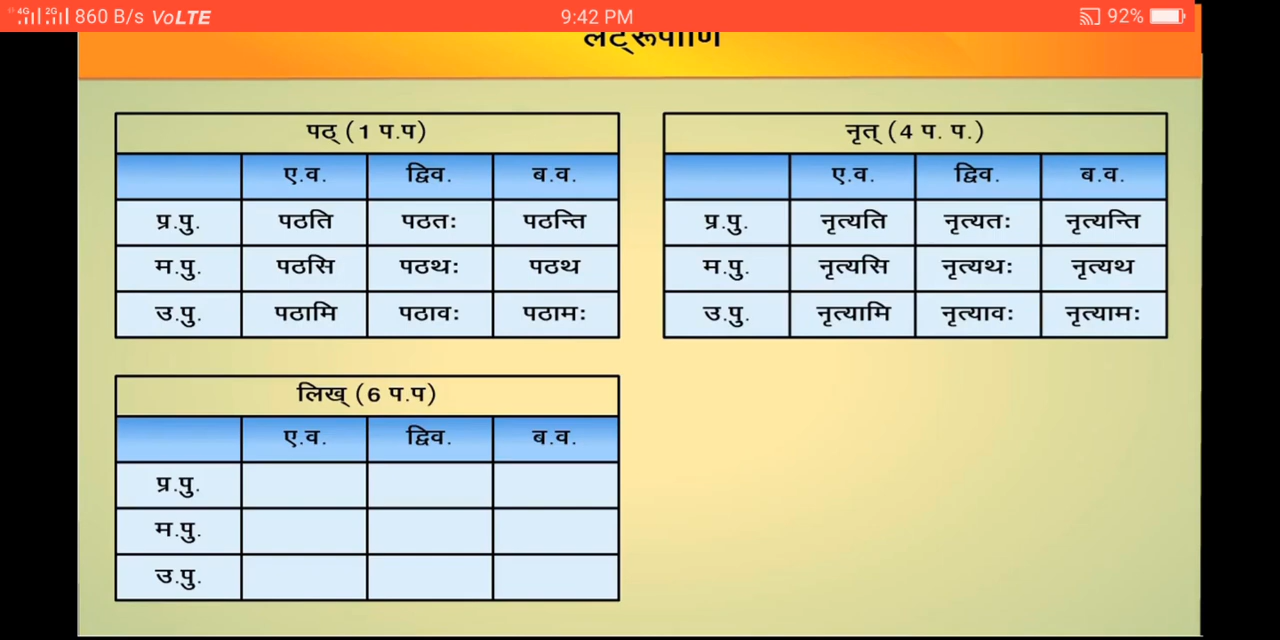 4G 2G 860 B/s VoLTE 9:42 PM 92%
लट्रूपाणि
पठ् (1 प.प)
ए.व. द्विव. ब.व.
प्र.पु. पठति पठतः पठन्ति
म.पु. पठसि पठथः पठथ
उ.पु. पठामि पठावः पठामः
नृत् (4 प. प.)
ए.व. द्विव. ब.व.
प्र.पु. नृत्यति नृत्यतः नृत्यन्ति
म.पु. नृत्यसि नृत्यथः नृत्यथ
उ.पु. नृत्यामि नृत्यावः नृत्यामः
लिख् (6 प.प)
ए.व. द्विव. ब.व.
प्र.पु.
म.पु.
उ.पु.